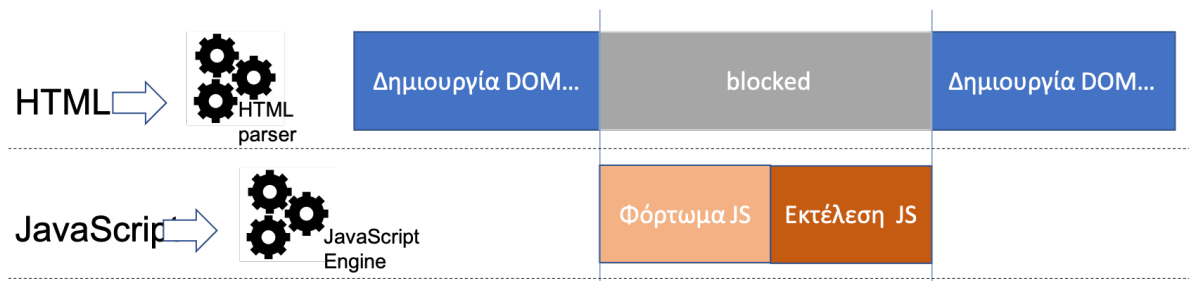 HTML
HTML
parser
Δημιουργία DOM...
blocked
Δημιουργία DOM...
JavaScript
JavaScript
Engine
Φόρτωμα JS
Εκτέλεση JS